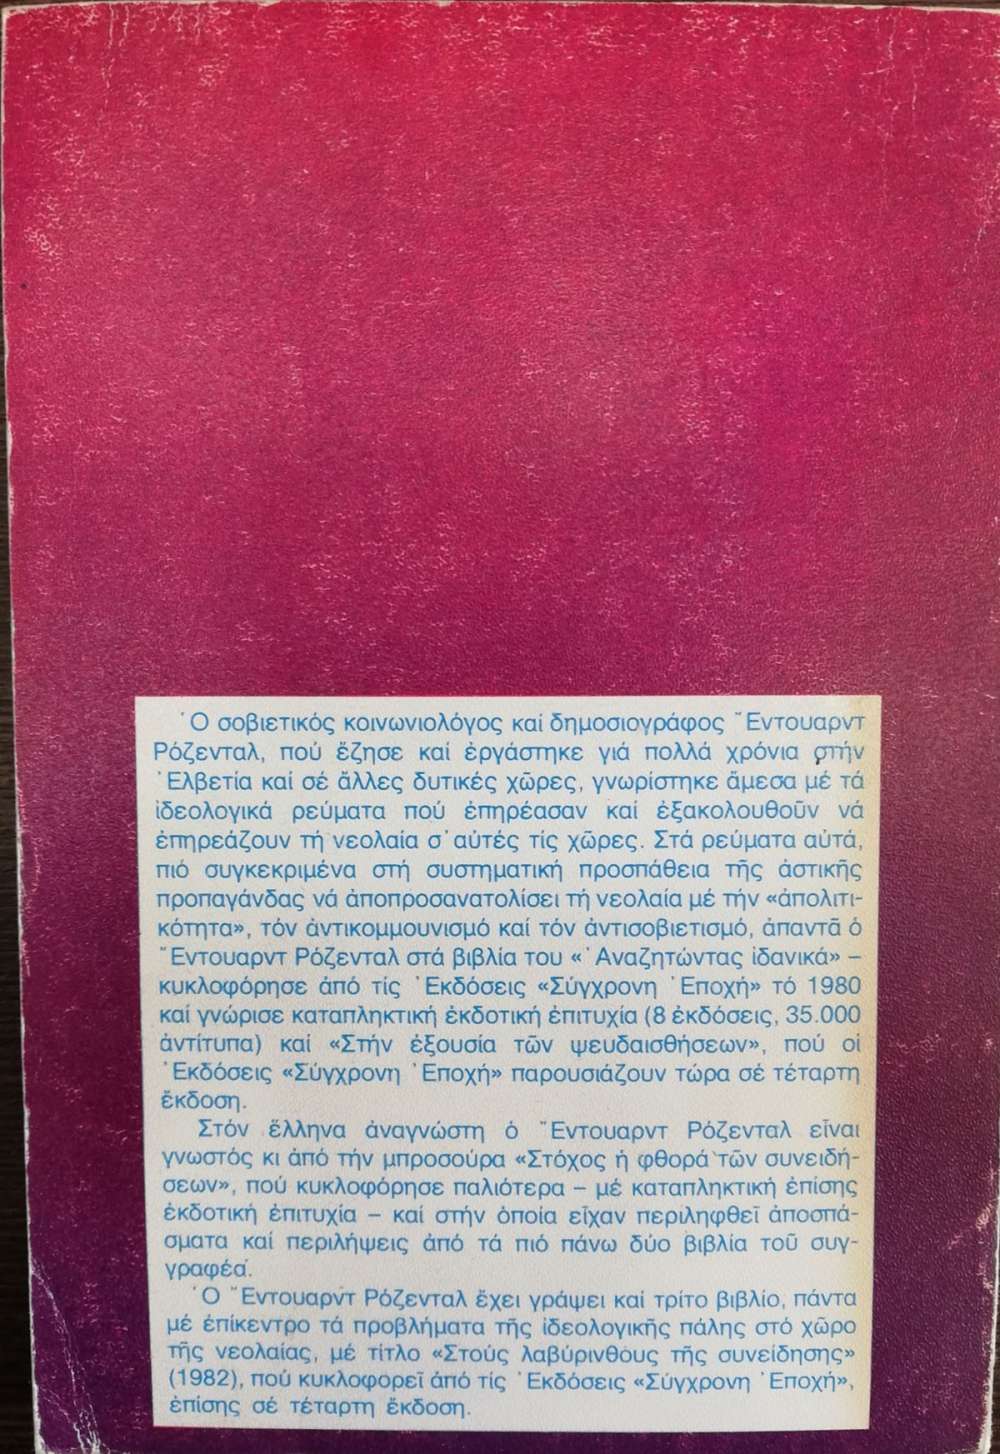 Ὁ σοβιετικός κοινωνιολόγος καί δημοσιογράφος Ἔντουαρντ
Ρόζενταλ, πού ἔζησε καί ἐργάστηκε γιά πολλά χρόνια στήν
Ἑλβετία καί σέ ἄλλες δυτικές χῶρες, γνωρίστηκε ἄμεσα μέ τά
ἰδεολογικά ρεύματα πού ἐπηρέασαν καί ἐξακολουθοῦν νά
ἐπηρεάζουν τή νεολαία σ᾿ αὐτές τίς χῶρες. Στά ρεύματα αὐτά,
πιό συγκεκριμένα στή συστηματική προσπάθεια τῆς ἀστικῆς
προπαγάνδας νά ἀποπροσανατολίσει τή νεολαία μέ τήν «ἀπολιτι-
κότητα», τόν ἀντικομμουνισμό καί τόν ἀντισοβιετισμό, ἀπαντᾶ ὁ
Ἔντουαρντ Ρόζενταλ στά βιβλία του «Ἀναζητώντας ἰδανικά» –
κυκλοφόρησε ἀπό τίς Ἐκδόσεις «Σύγχρονη Ἐποχή» τό 1980
καί γνώρισε καταπληκτική ἐκδοτική ἐπιτυχία (8 ἐκδόσεις, 35.000
ἀντίτυπα) καί «Στήν ἐξουσία τῶν ψευδαισθήσεων», πού οἱ
Ἐκδόσεις «Σύγχρονη Ἐποχή» παρουσιάζουν τώρα σέ τέταρτη
ἔκδοση.
Στόν ἕλληνα ἀναγνώστη ὁ Ἔντουαρντ Ρόζενταλ εἶναι
γνωστός κι ἀπό τήν μπροσούρα «Στόχος ἡ φθορά τῶν συνειδή-
σεων», πού κυκλοφόρησε παλιότερα – μέ καταπληκτική ἐπίσης
ἐκδοτική ἐπιτυχία – καί στήν ὁποία εἶχαν περιληφθεῖ ἀποσπά-
σματα καί περιλήψεις ἀπό τά πιό πάνω δύο βιβλία τοῦ συγ-
γραφέα.
Ὁ Ἔντουαρντ Ρόζενταλ ἔχει γράψει καί τρίτο βιβλίο, πάντα
μέ ἐπίκεντρο τά προβλήματα τῆς ἰδεολογικῆς πάλης στό χῶρο
τῆς νεολαίας, μέ τίτλο «Στούς λαβύρινθους τῆς συνείδησης»
(1982), πού κυκλοφορεῖ ἀπό τίς Ἐκδόσεις «Σύγχρονη Ἐποχή»,
ἐπίσης σέ τέταρτη ἔκδοση.